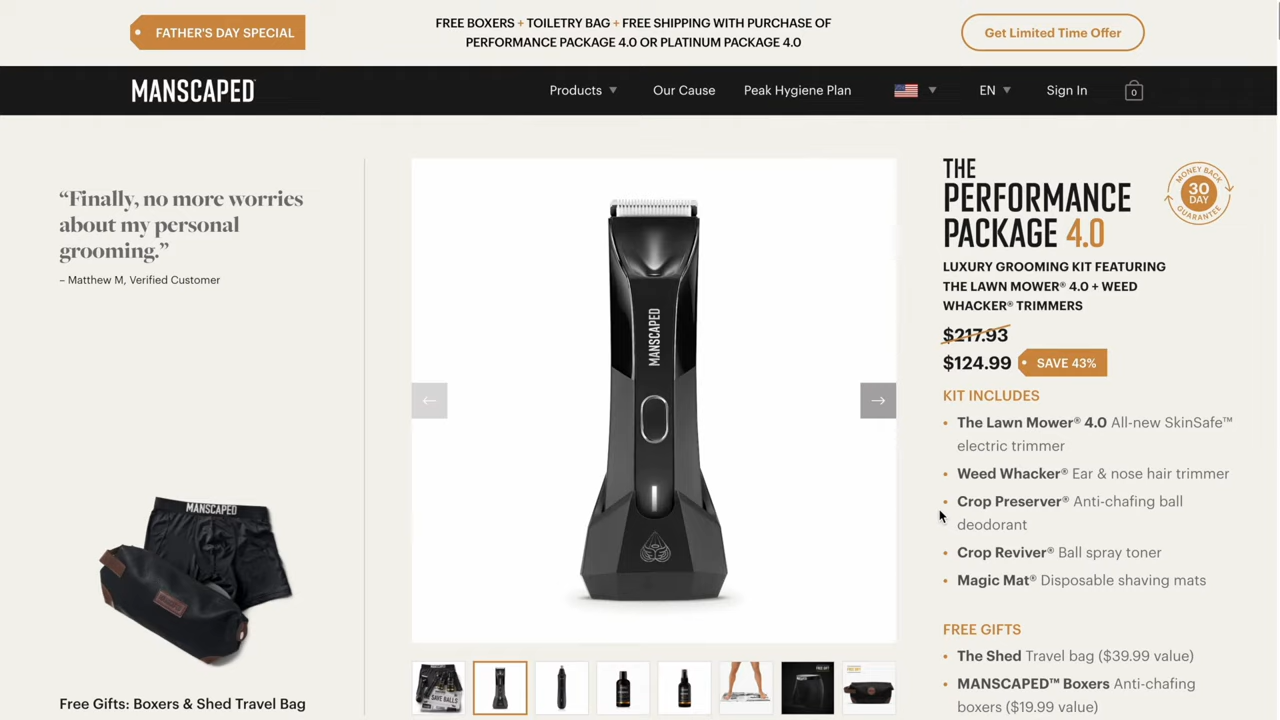 FATHER'S DAY SPECIAL
FREE BOXERS + TOILETRY BAG + FREE SHIPPING WITH PURCHASE OF
PERFORMANCE PACKAGE 4.0 OR PLATINUM PACKAGE 4.0
Get Limited Time Offer
MANSCAPED
Products
Our Cause
Peak Hygiene Plan
EN
Sign In
0
“Finally, no more worries
about my personal
grooming.”
– Matthew M, Verified Customer
MANSCAPED
Free Gifts: Boxers & Shed Travel Bag
MANSCAPED
THE
PERFORMANCE
PACKAGE 4.0
MONEY BACK
30
DAY
GUARANTEE
LUXURY GROOMING KIT FEATURING
THE LAWN MOWER® 4.0 + WEED
WHACKER® TRIMMERS
$217.93
$124.99 SAVE 43%
KIT INCLUDES
• The Lawn Mower® 4.0 All-new SkinSafe™
electric trimmer
• Weed Whacker® Ear & nose hair trimmer
• Crop Preserver® Anti-chafing ball
deodorant
• Crop Reviver® Ball spray toner
• Magic Mat® Disposable shaving mats
FREE GIFTS
• The Shed Travel bag ($39.99 value)
• MANSCAPED™ Boxers Anti-chafing
boxers ($19.99 value)